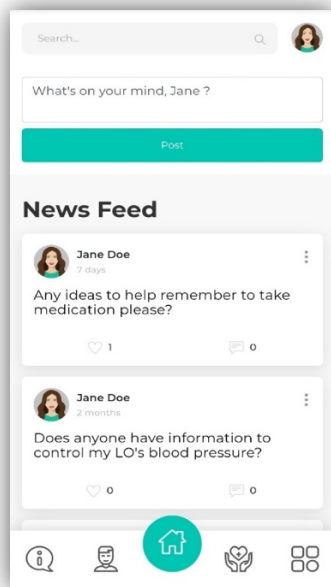 Search...
What's on your mind, Jane ?
Post
News Feed
Jane Doe
7 days
Any ideas to help remember to take
medication please?
1
0
Jane Doe
2 months
Does anyone have information to
control my LO's blood pressure?
0
0